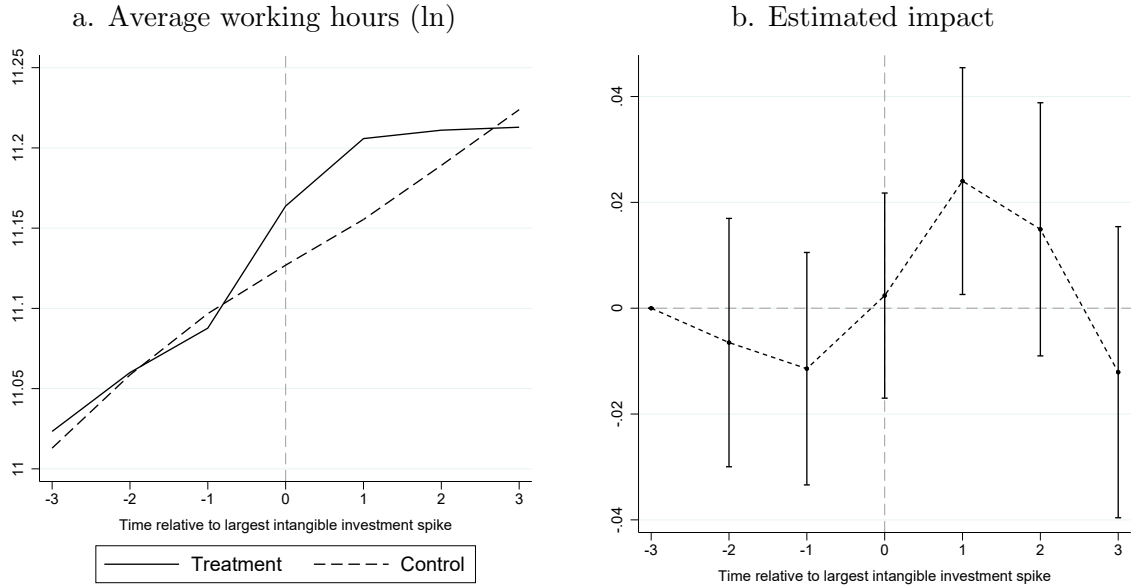 a. Average working hours (ln)
11.25
11.2
11.15
11.1
11.05
11
-3 -2 -1 0 1 2 3
Time relative to largest intangible investment spike
Treatment Control
b. Estimated impact
.04
.02
0
-.02
-.04
-3 -2 -1 0 1 2 3
Time relative to largest intangible investment spike